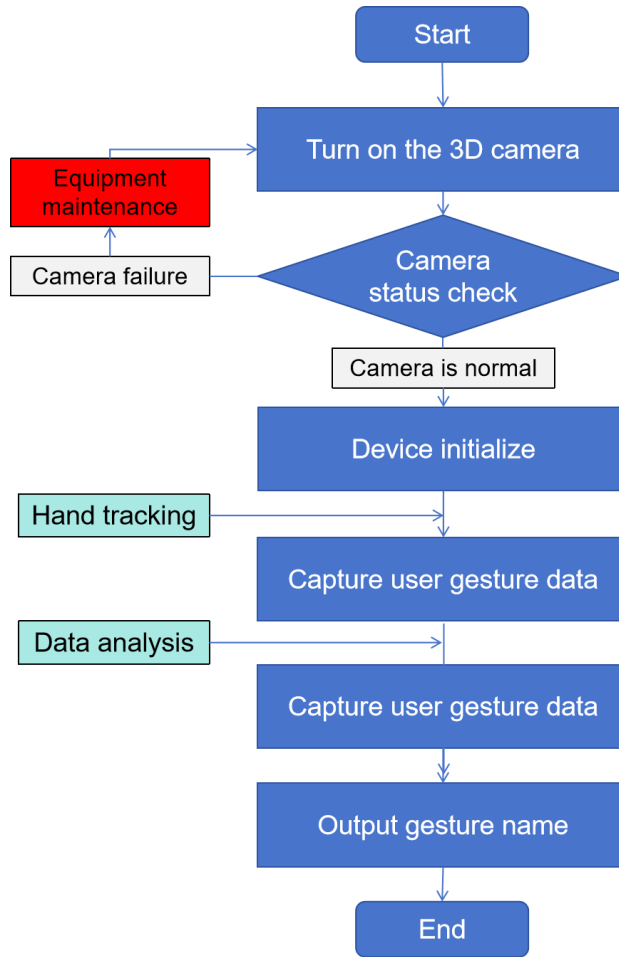 Start
Turn on the 3D camera
Equipment
maintenance
Camera
status check
Camera failure
Camera is normal
Device initialize
Hand tracking
Capture user gesture data
Data analysis
Capture user gesture data
Output gesture name
End